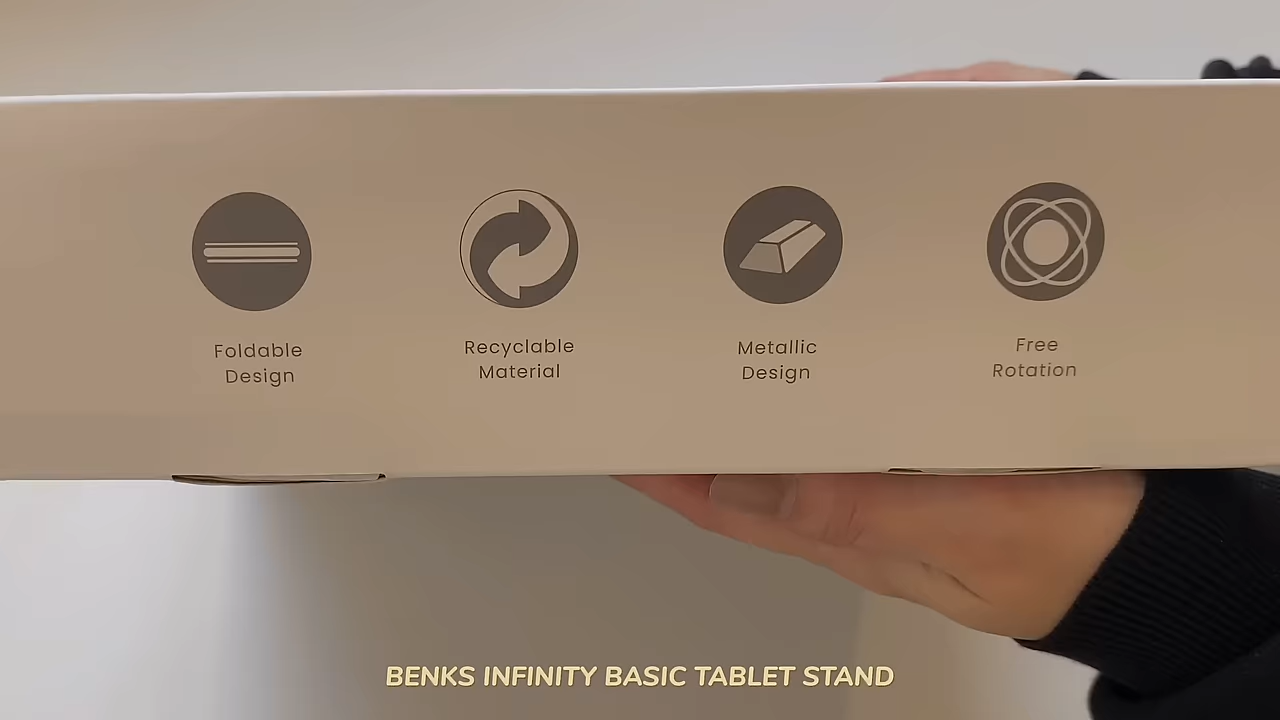 Foldable
Design
Recyclable
Material
Metallic
Design
Free
Rotation
BENKS INFINITY BASIC TABLET STAND